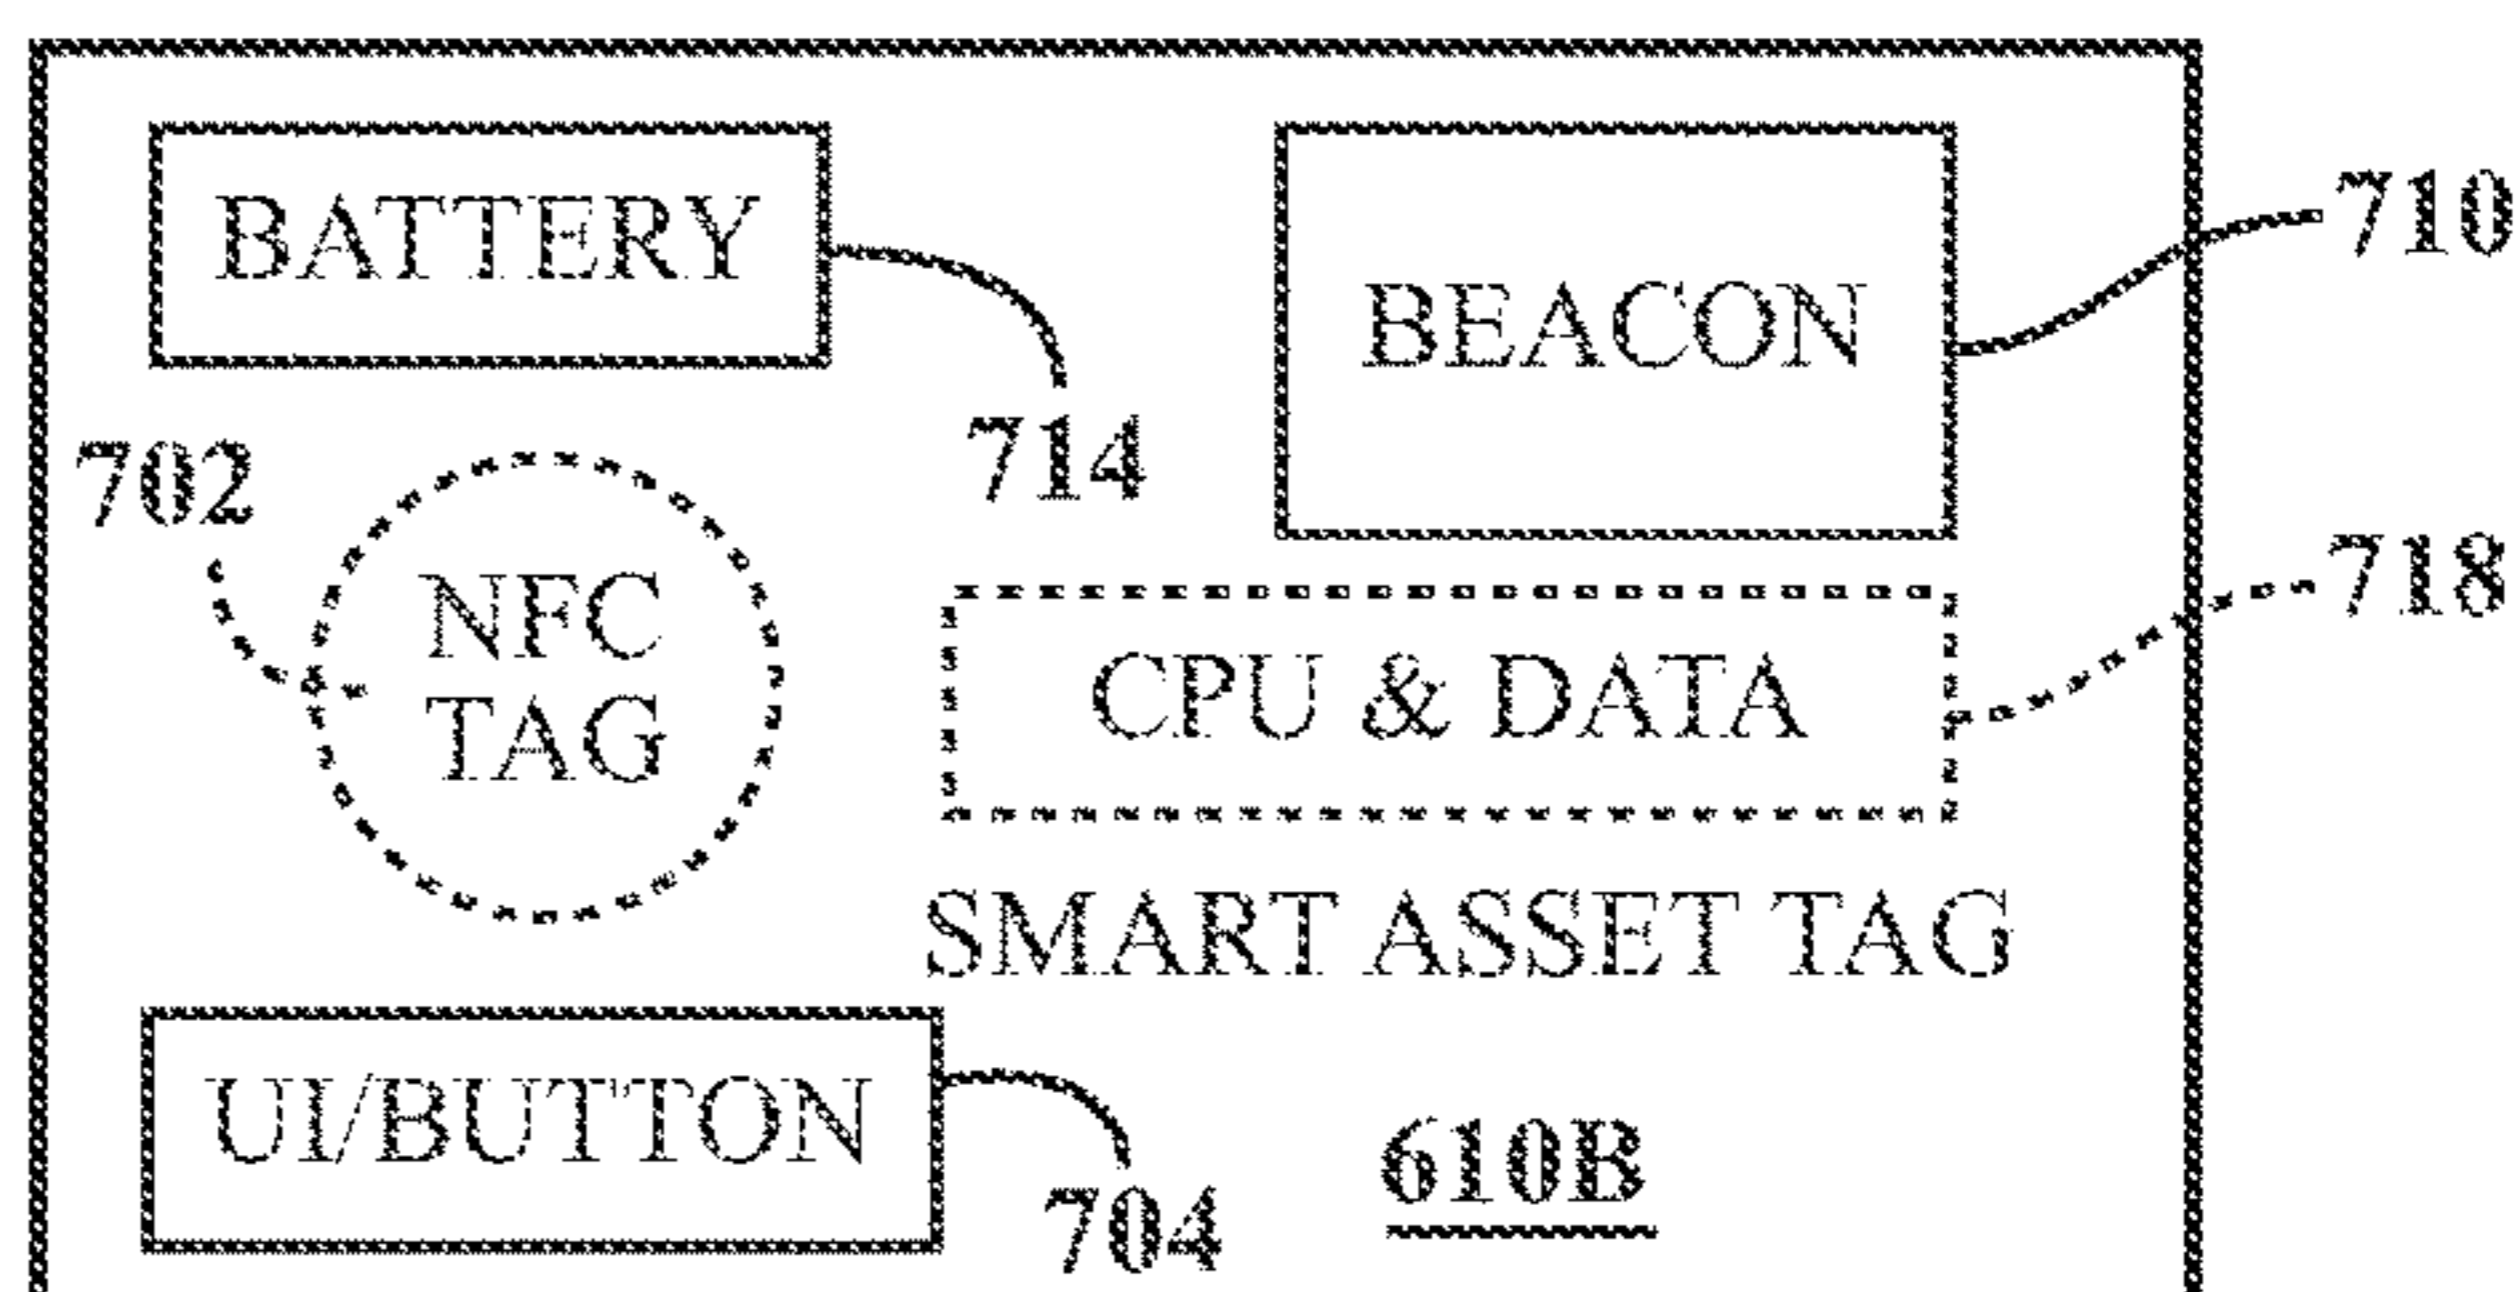 BATTERY
710
BEACON
714
702
718
NFC
TAG
CPU & DATA
SMART ASSET TAG
UI/BUTTON
610B
704